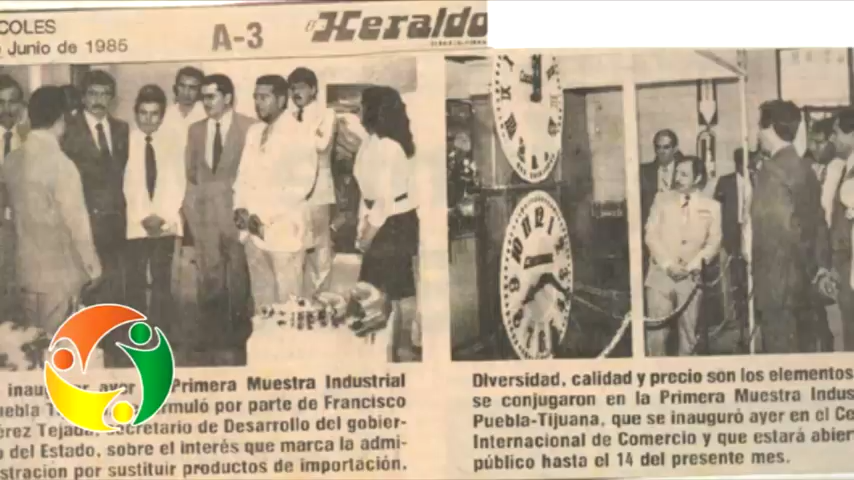 COLES
Junio de 1985
A-3
Heraldo
inaugurar ayer Primera Muestra Industrial
uebla T formuló por parte de Francisco
érez Tejada, secretario de Desarrollo del gobier-
o del Estado, sobre el interés que marca la admi-
stración por sustituir productos de importación.
Diversidad, calidad y precio son los elementos
se conjugaron en la Primera Muestra Indus
Puebla-Tijuana, que se inauguró ayer en el Ce
Internacional de Comercio y que estará abier
público hasta el 14 del presente mes.